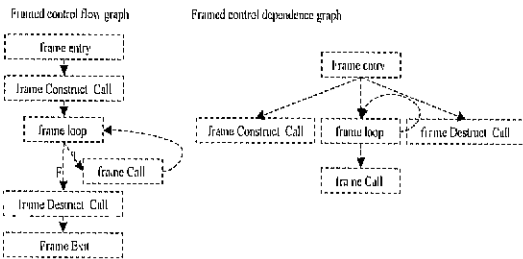 Framed control flow graph
Framed control dependence graph
frame entry
frame Construct Call
frame loop
F
frame Call
frame Destruct Call
Frame Exit
Frame entry
frame Construct Call
frame loop
frame Destruct Call
frame Call